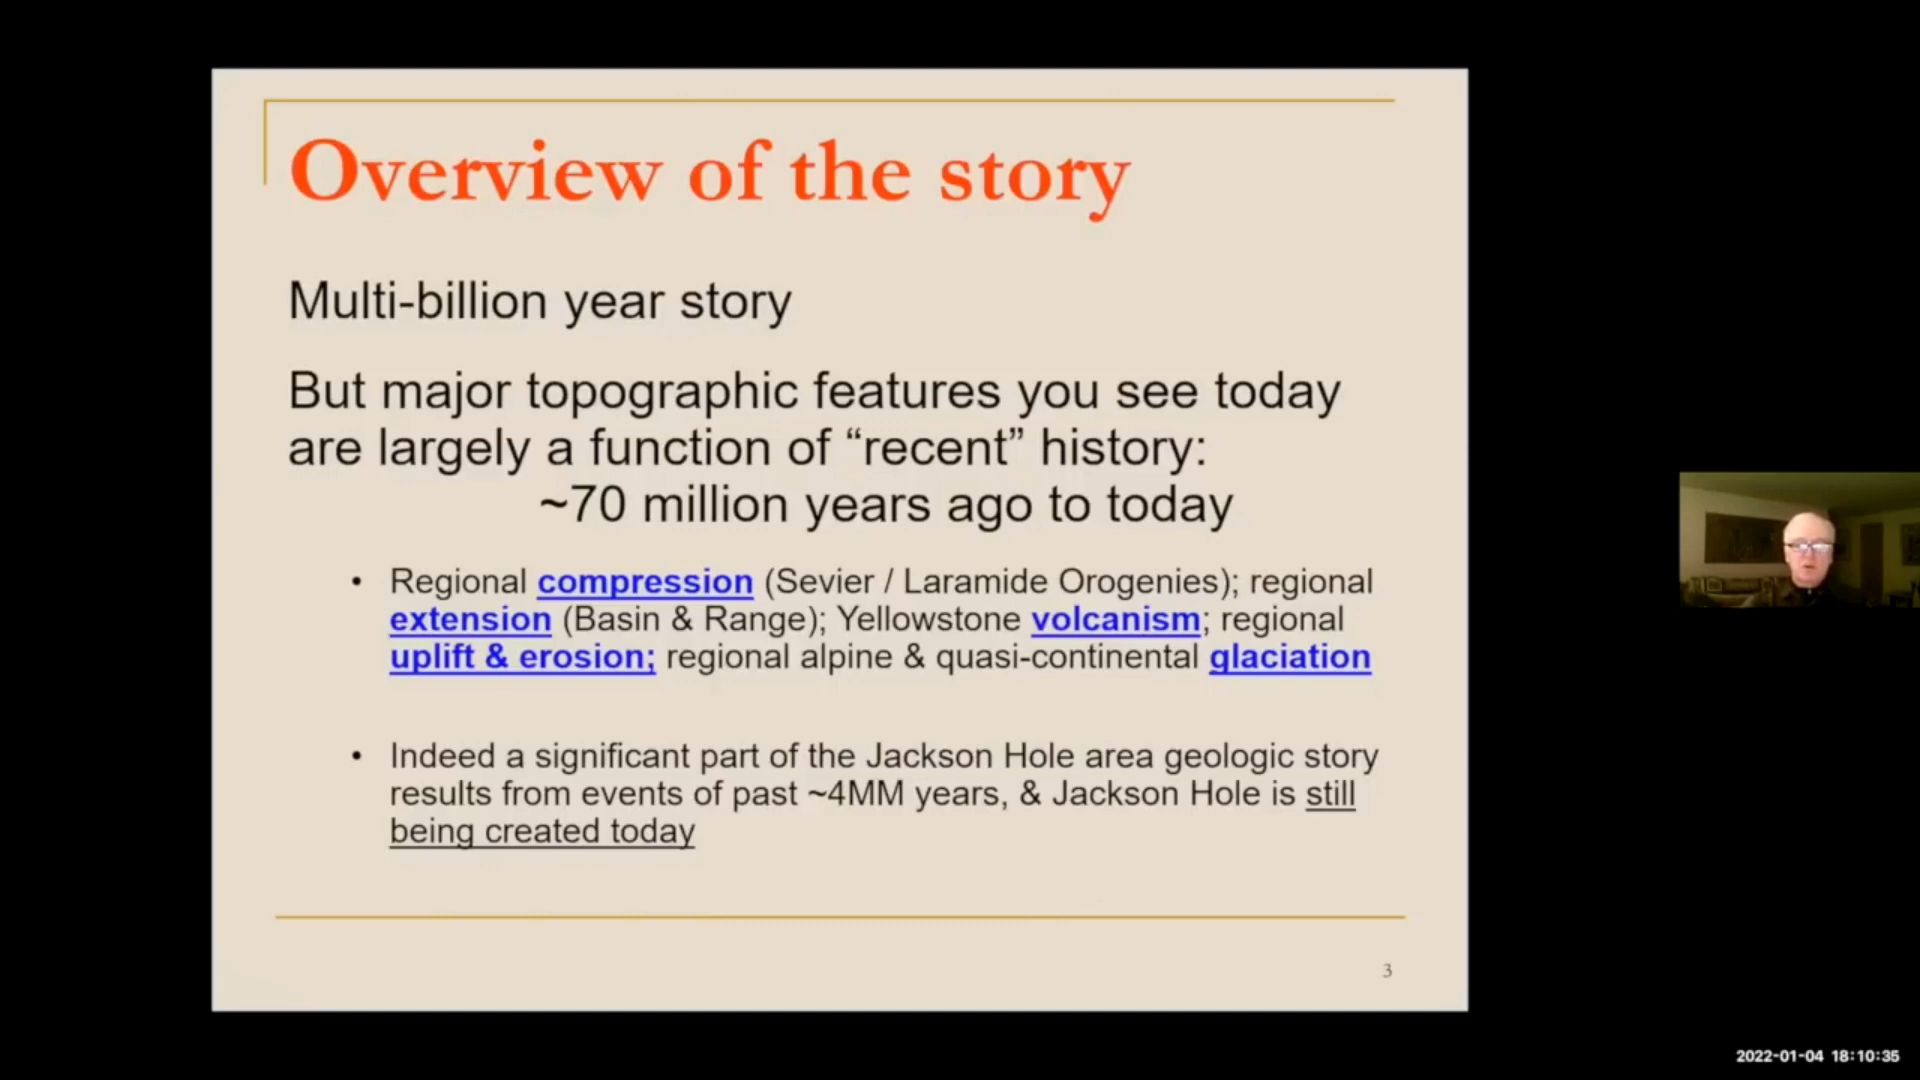 Overview of the story
Multi-billion year story
But major topographic features you see today
are largely a function of “recent” history:
~70 million years ago to today
• Regional compression (Sevier / Laramide Orogenies); regional
extension (Basin & Range); Yellowstone volcanism; regional
uplift & erosion; regional alpine & quasi-continental glaciation
• Indeed a significant part of the Jackson Hole area geologic story
results from events of past ~4MM years, & Jackson Hole is still
being created today
3
2022-01-04 18:10:35